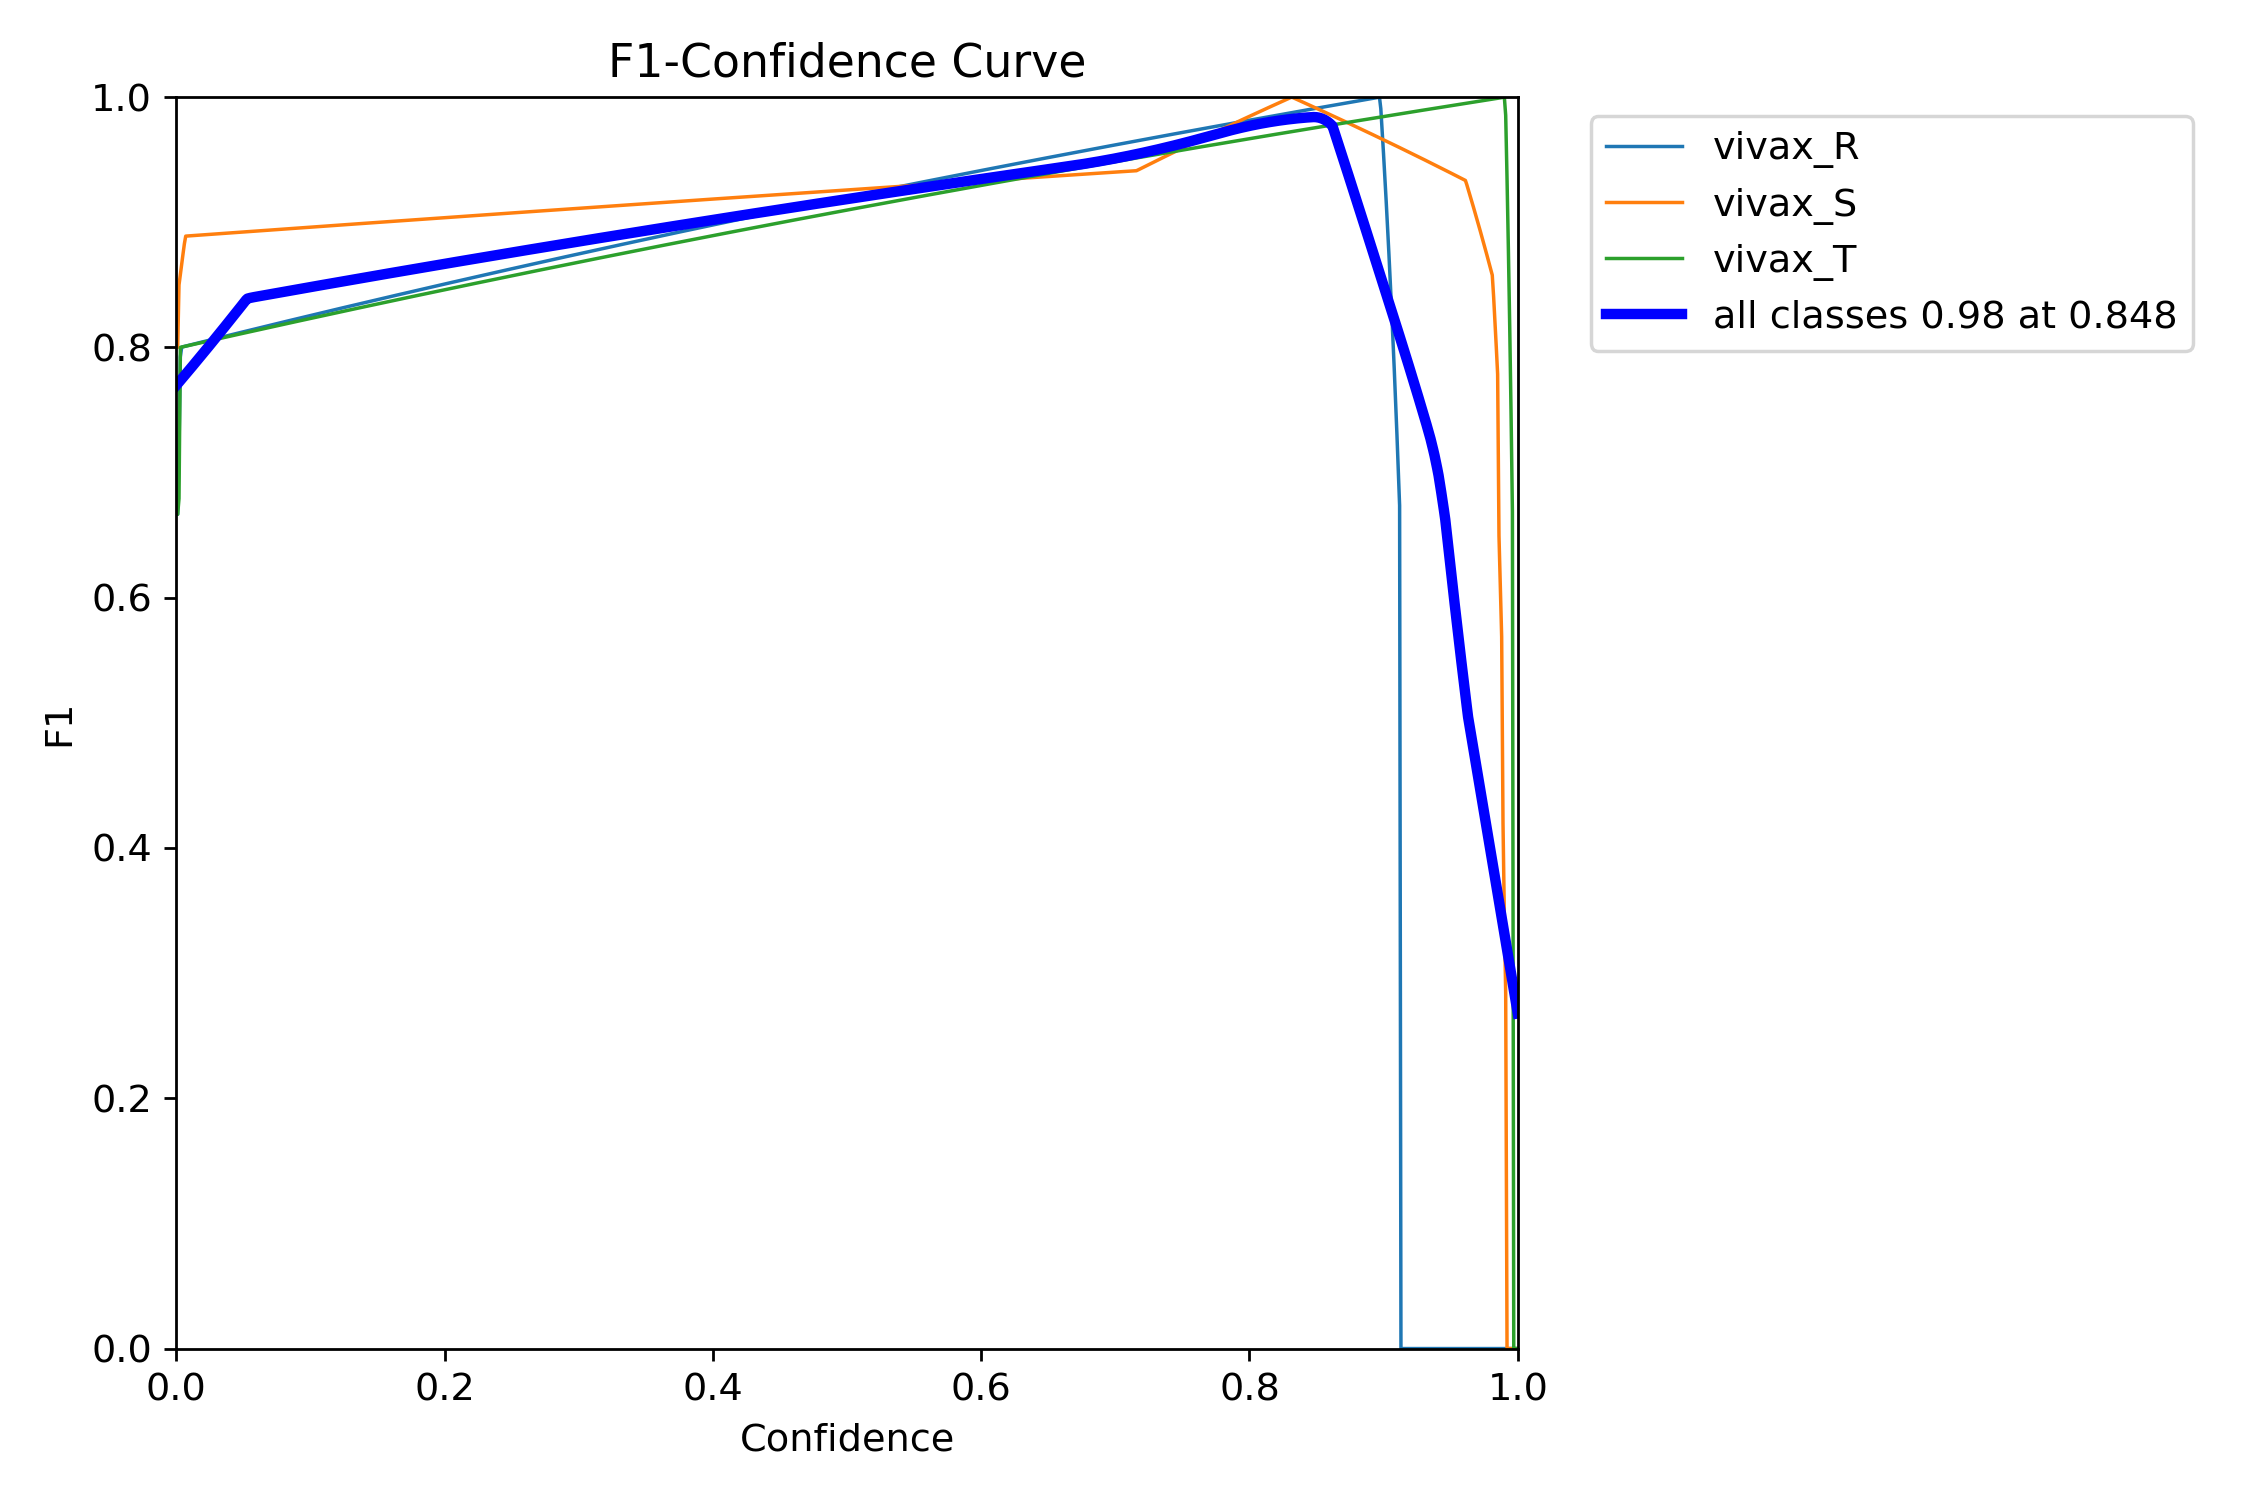 F1-Confidence Curve
1.0
0.8
0.6
0.4
0.2
0.0
F1
0.0 0.2 0.4 0.6 0.8 1.0
Confidence
vivax_R
vivax_S
vivax_T
all classes 0.98 at 0.848